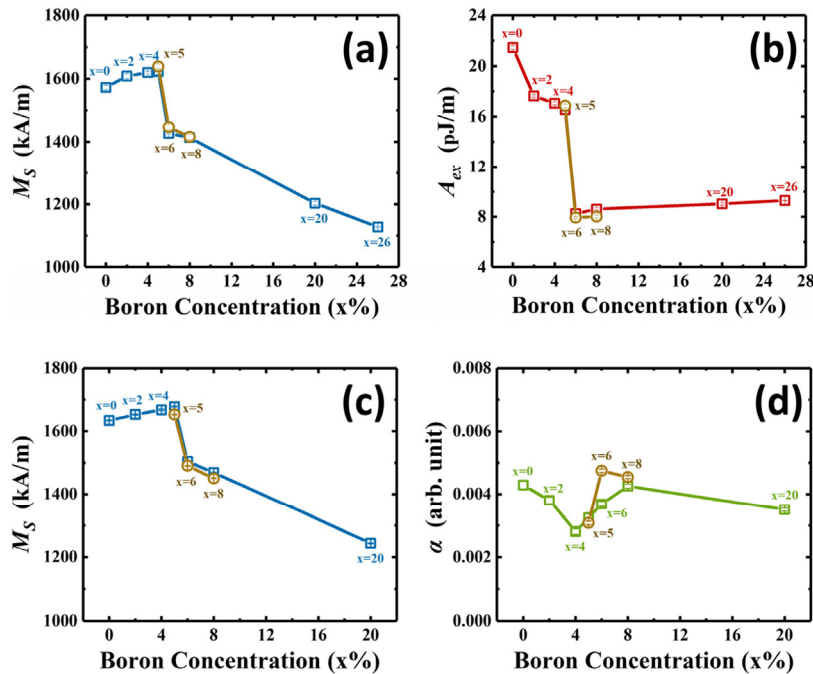 (a)
M_S (kA/m)
1800
1600
1400
1200
1000
x=0
x=2
x=4
x=5
x=6
x=8
x=20
x=26
0 4 8 12 16 20 24 28
Boron Concentration (x%)
(b)
A_ex (pJ/m)
24
20
16
12
8
4
x=0
x=2
x=4
x=5
x=6
x=8
x=20
x=26
0 4 8 12 16 20 24 28
Boron Concentration (x%)
(c)
M_S (kA/m)
1800
1600
1400
1200
1000
x=0
x=2
x=4
x=5
x=6
x=8
x=20
0 4 8 12 16 20
Boron Concentration (x%)
(d)
α (arb. unit)
0.008
0.006
0.004
0.002
0.000
x=0
x=2
x=4
x=5
x=6
x=6
x=8
x=20
0 4 8 12 16 20
Boron Concentration (x%)